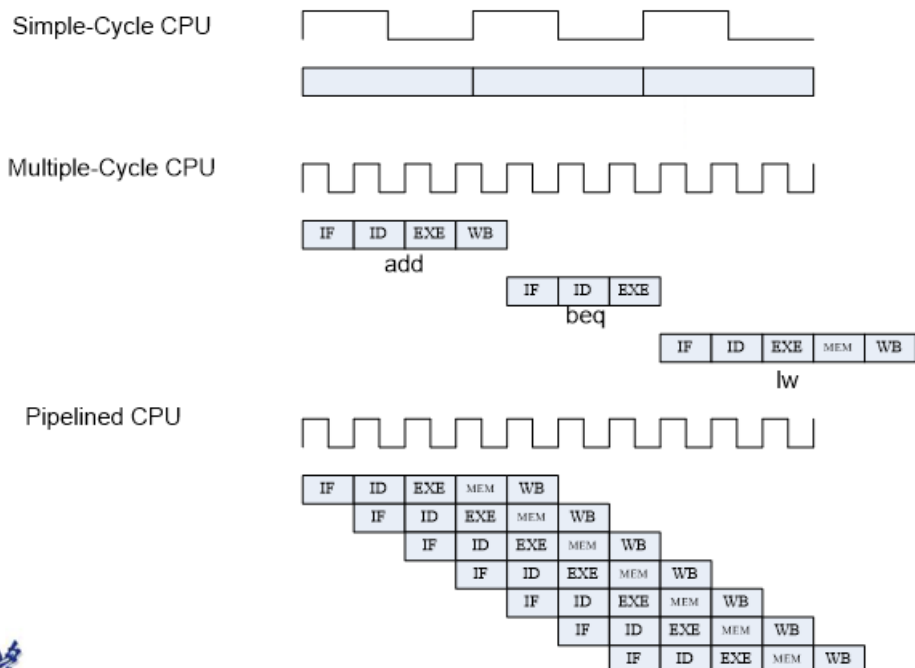 Simple-Cycle CPU
Multiple-Cycle CPU
IF ID EXE WB
add
IF ID EXE
beq
IF ID EXE MEM WB
lw
Pipelined CPU
IF ID EXE MEM WB
IF ID EXE MEM WB
IF ID EXE MEM WB
IF ID EXE MEM WB
IF ID EXE MEM WB
IF ID EXE MEM WB
IF ID EXE MEM WB